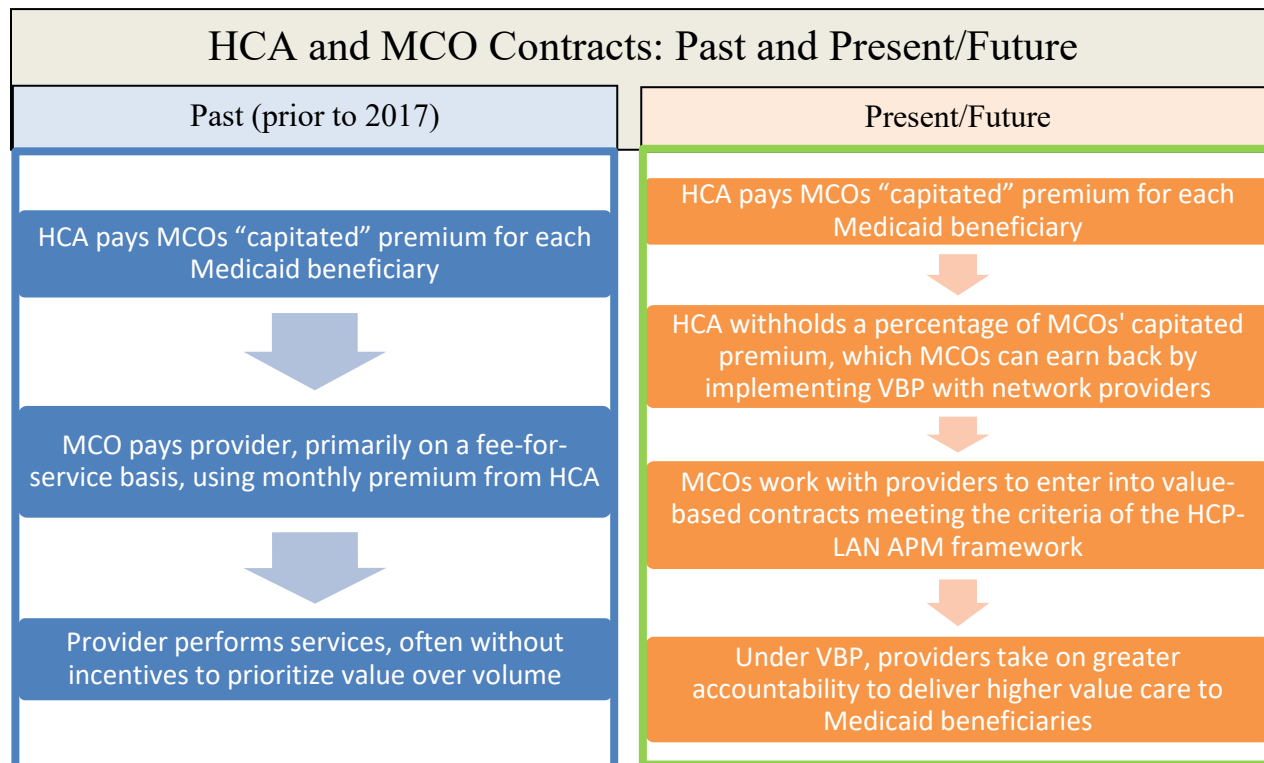 HCA and MCO Contracts: Past and Present/Future
Past (prior to 2017)
HCA pays MCOs “capitated” premium for each
Medicaid beneficiary
MCO pays provider, primarily on a fee-for-
service basis, using monthly premium from HCA
Provider performs services, often without
incentives to prioritize value over volume
Present/Future
HCA pays MCOs “capitated” premium for each
Medicaid beneficiary
HCA withholds a percentage of MCOs' capitated
premium, which MCOs can earn back by
implementing VBP with network providers
MCOs work with providers to enter into value-
based contracts meeting the criteria of the HCP-
LAN APM framework
Under VBP, providers take on greater
accountability to deliver higher value care to
Medicaid beneficiaries